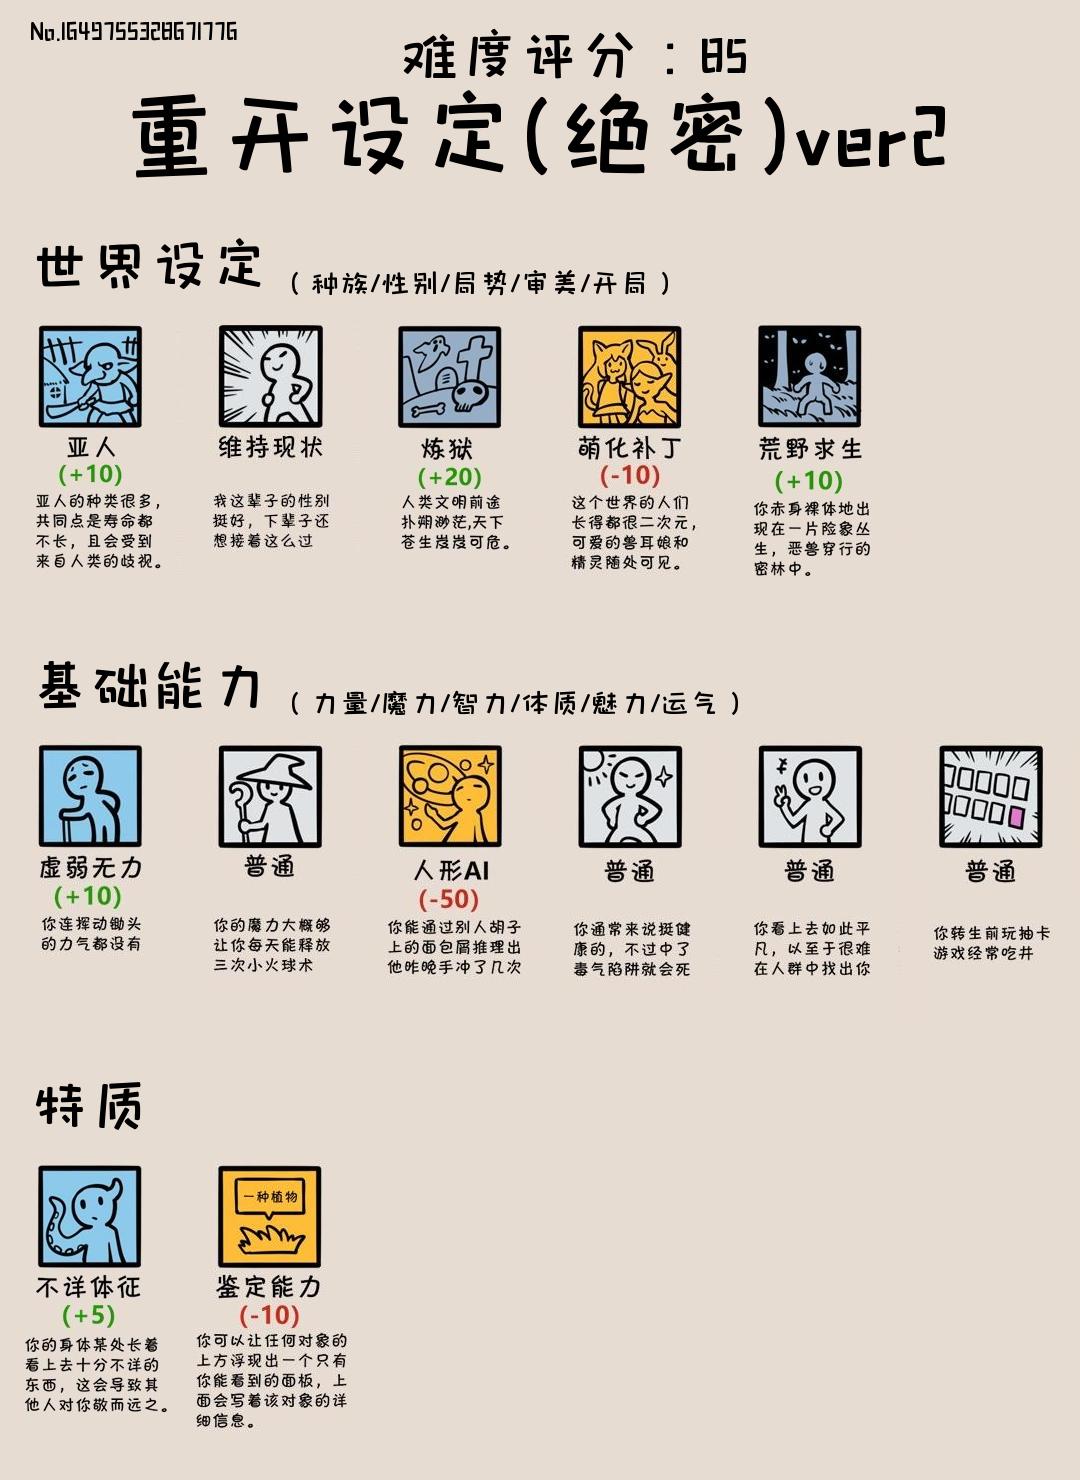 No.1649755328671776
难度评分：85
重开设定(绝密)ver2
世界设定（种族/性别/局势/审美/开局）
亚人
(+10)
亚人的种类很多，
共同点是寿命都
不长，且会受到
来自人类的歧视。
维持现状
我这辈子的性别
挺好，下辈子还
想接着这么过
炼狱
(+20)
人类文明前途
扑朔渺茫,天下
苍生岌岌可危。
萌化补丁
(-10)
这个世界的人们
长得都很二次元，
可爱的兽耳娘和
精灵随处可见。
荒野求生
(+10)
你赤身裸体地出
现在一片险象丛
生，恶兽穿行的
密林中。
基础能力（力量/魔力/智力/体质/魅力/运气）
虚弱无力
(+10)
你连挥动锄头
的力气都没有
普通
你的魔力大概够
让你每天能释放
三次小火球术
人形AI
(-50)
你能通过别人胡子
上的面包屑推理出
他昨晚手冲了几次
普通
你通常来说挺健
康的，不过中了
毒气陷阱就会死
普通
你看上去如此平
凡，以至于很难
在人群中找出你
普通
你转生前玩抽卡
游戏经常吃井
特质
不详体征
(+5)
你的身体某处长着
看上去十分不详的
东西，这会导致其
他人对你敬而远之。
一种植物
鉴定能力
(-10)
你可以让任何对象的
上方浮现出一个只有
你能看到的面板，上
面会写着该对象的详
细信息。